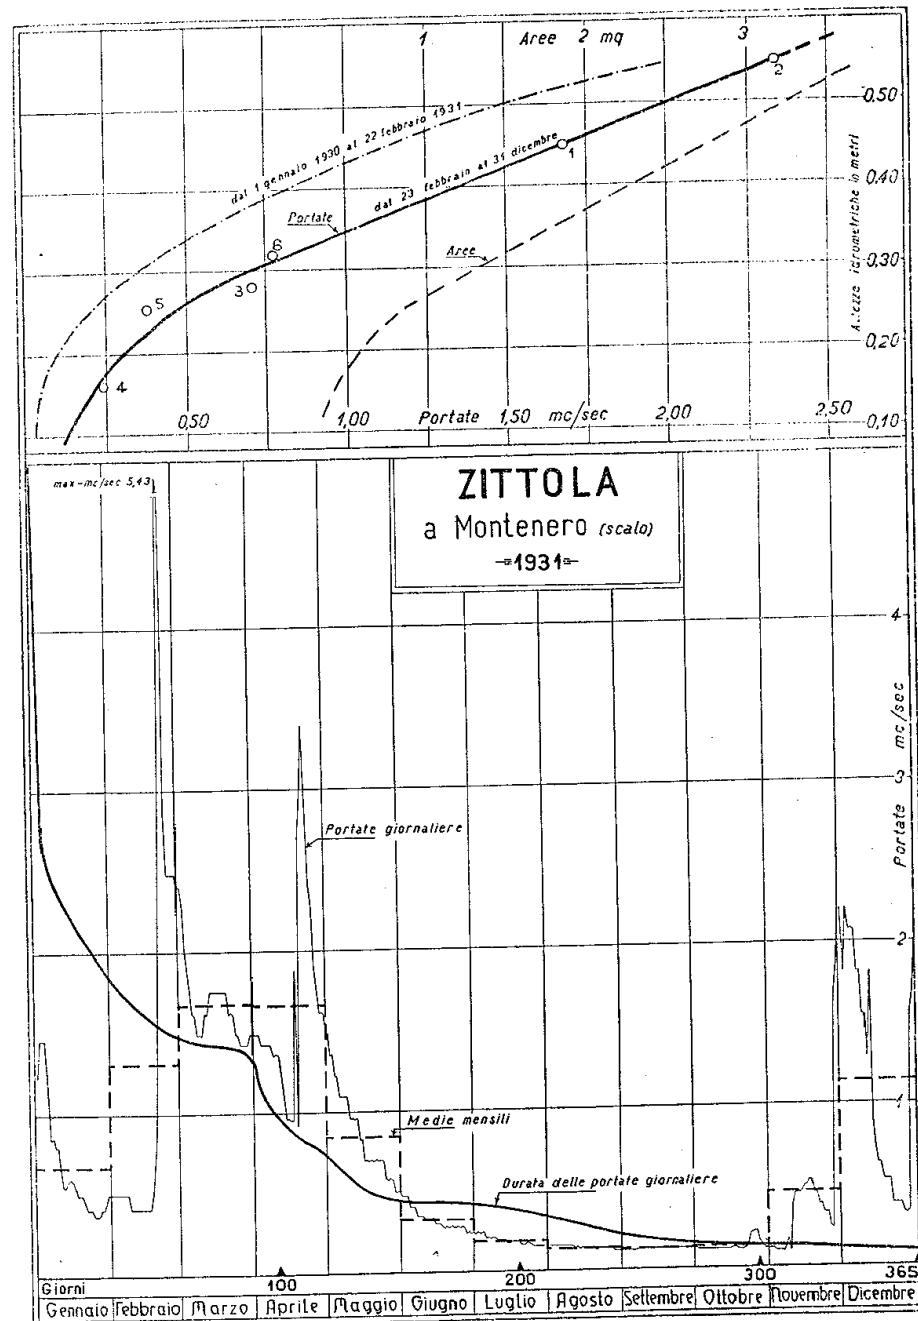 1 Aree 2 mq 3
2
0,50
dal 1 gennaio 1930 al 22 febbraio 1931
1
dal 23 febbraio al 31 dicembre
0,40
Altezze idrometriche in metri
Portate
6
Aree
0,30
3
5
0,20
4
0,50 1,00 Portate 1,50 mc/sec 2,00 2,50 0,10
max-mc/sec 5,43
ZITTOLA
a Montenero (scalo)
=1931=
4
Portate mc/sec
3
Portate giornaliere
2
1
Medie mensili
Durata delle portate giornaliere
Giorni 100 200 300 365
Gennaio Febbraio Marzo Aprile Maggio Giugno Luglio Agosto Settembre Ottobre Novembre Dicembre